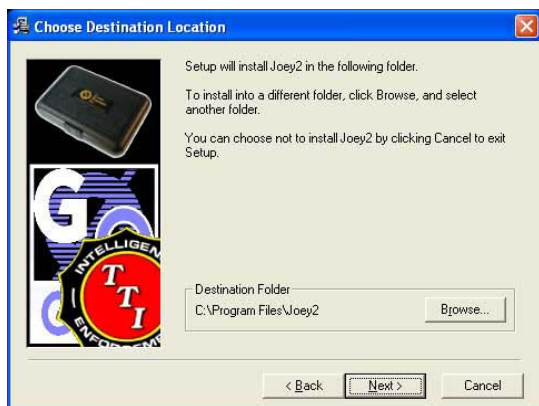 Choose Destination Location
Setup will install Joey2 in the following folder.
To install into a different folder, click Browse, and select
another folder.
You can choose not to install Joey2 by clicking Cancel to exit
Setup.
G
INTELLIGEN
TTI
ENFORCEM
Destination Folder
C:\Program Files\Joey2
Browse...
< Back
Next >
Cancel